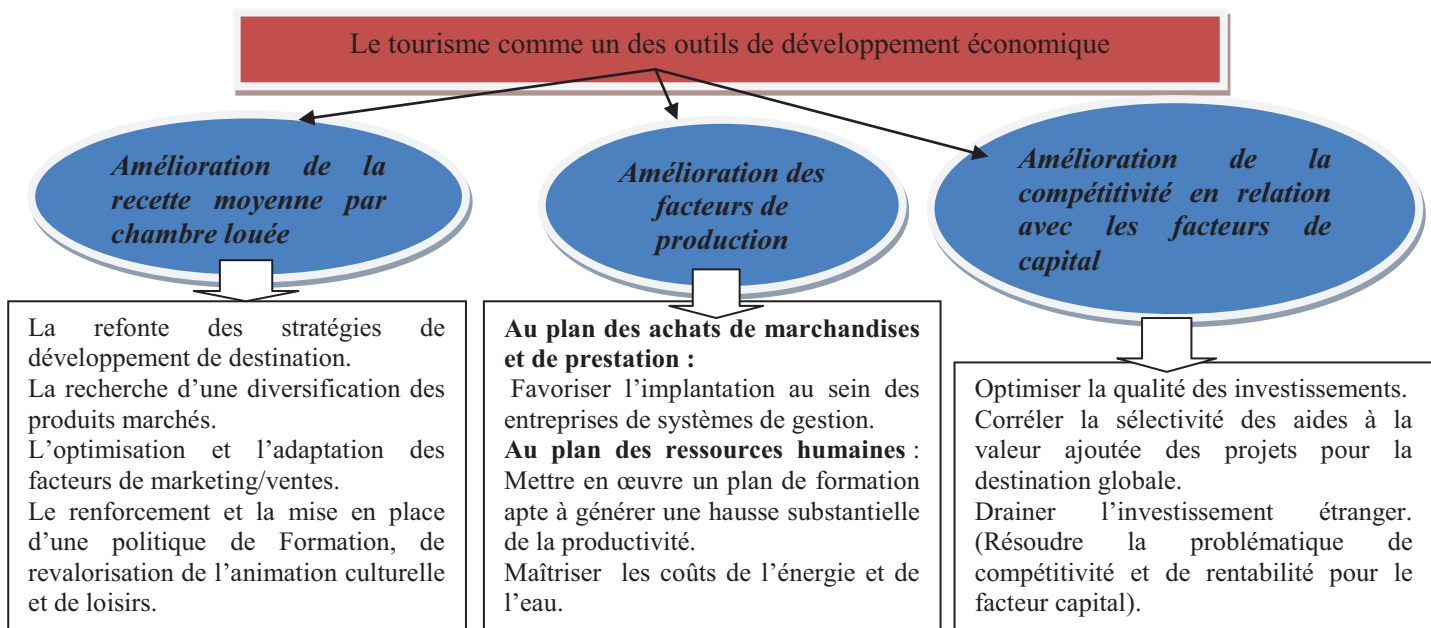 Le tourisme comme un des outils de développement économique
Amélioration de la
recette moyenne par
chambre louée
Amélioration des
facteurs de
production
Amélioration de la
compétitivité en relation
avec les facteurs de
capital
La refonte des stratégies de
développement de destination.
La recherche d’une diversification des
produits marchés.
L’optimisation et l’adaptation des
facteurs de marketing/ventes.
Le renforcement et la mise en place
d’une politique de Formation, de
revalorisation de l’animation culturelle
et de loisirs.
Au plan des achats de marchandises
et de prestation :
Favoriser l’implantation au sein des
entreprises de systèmes de gestion.
Au plan des ressources humaines :
Mettre en œuvre un plan de formation
apte à générer une hausse substantielle
de la productivité.
Maîtriser les coûts de l’énergie et de
l’eau.
Optimiser la qualité des investissements.
Corréler la sélectivité des aides à la
valeur ajoutée des projets pour la
destination globale.
Drainer l’investissement étranger.
(Résoudre la problématique de
compétitivité et de rentabilité pour le
facteur capital).